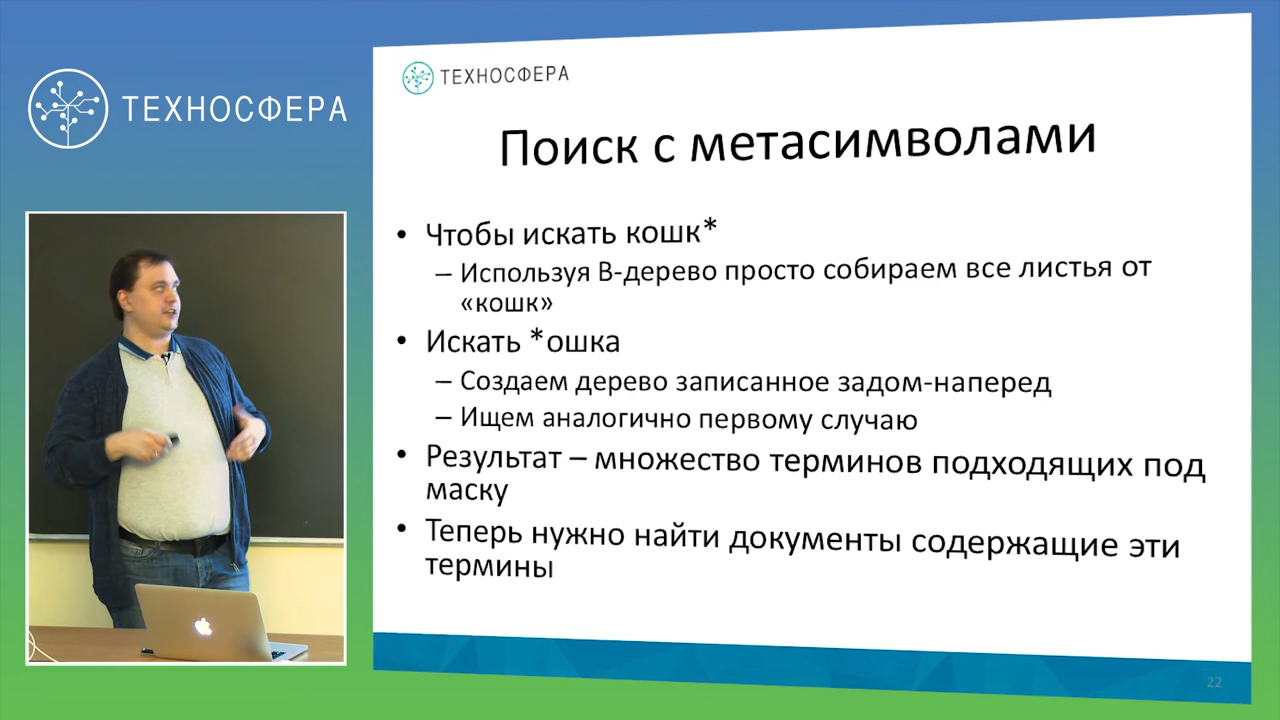 ТЕХНОСФЕРА
ТЕХНОСФЕРА
Поиск с метасимволами
• Чтобы искать кошк*
– Используя В-дерево просто собираем все листья от
«кошк»
• Искать *ошка
– Создаем дерево записанное задом-наперед
– Ищем аналогично первому случаю
• Результат – множество терминов подходящих под
маску
• Теперь нужно найти документы содержащие эти
термины
22